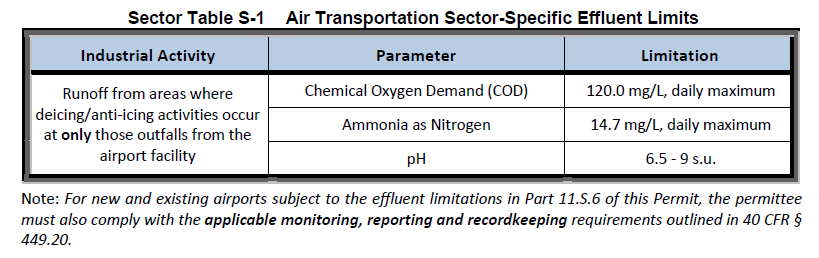 Sector Table S-1 Air Transportation Sector-Specific Effluent Limits
Industrial Activity Parameter Limitation
Runoff from areas where
deicing/anti-icing activities occur
at only those outfalls from the
airport facility
Chemical Oxygen Demand (COD) 120.0 mg/L, daily maximum
Ammonia as Nitrogen 14.7 mg/L, daily maximum
pH 6.5 - 9 s.u.
Note: For new and existing airports subject to the effluent limitations in Part 11.S.6 of this Permit, the permittee
must also comply with the applicable monitoring, reporting and recordkeeping requirements outlined in 40 CFR §
449.20.